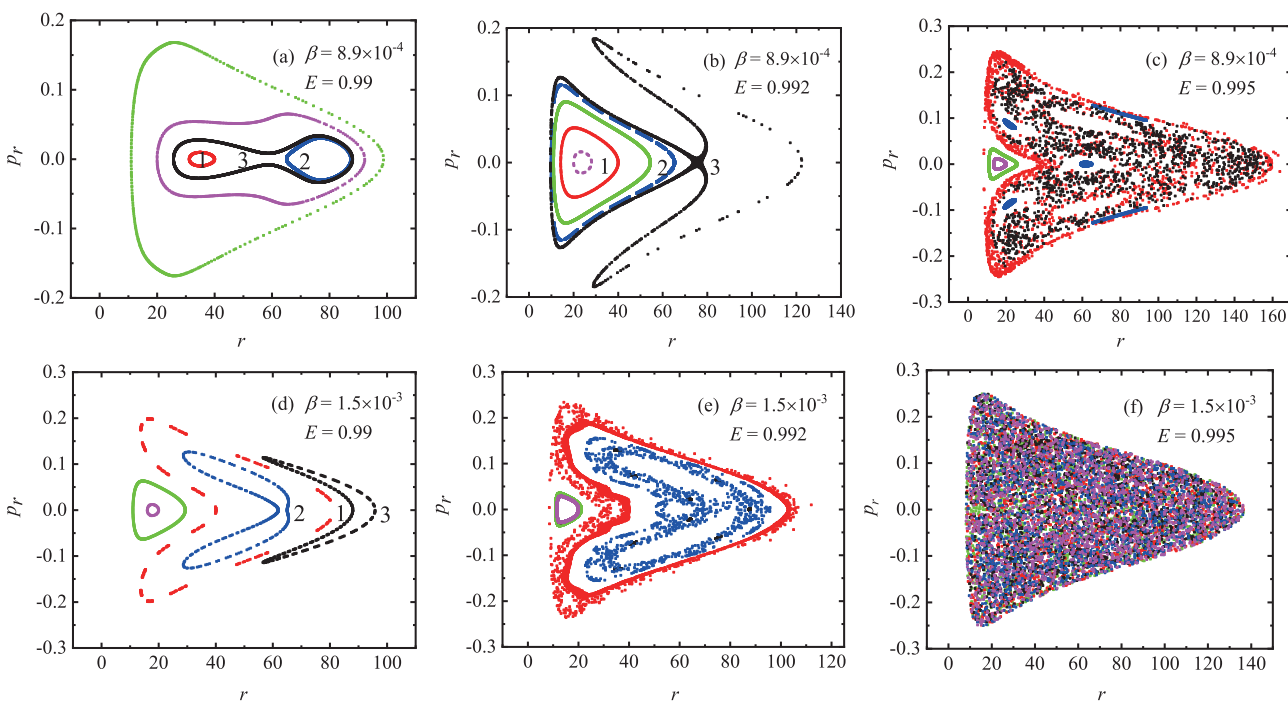 0.2
0.1
0.0
-0.1
-0.2
0 20 40 60 80 100
p_r
r
(a) β = 8.9×10⁻⁴
E = 0.99
1 3 2
0.2
0.1
0.0
-0.1
-0.2
0 20 40 60 80 100 120 140
p_r
r
(b) β = 8.9×10⁻⁴
E = 0.992
1 2 3
0.3
0.2
0.1
0.0
-0.1
-0.2
-0.3
0 20 40 60 80 100 120 140 160
p_r
r
(c) β = 8.9×10⁻⁴
E = 0.995
0.3
0.2
0.1
0.0
-0.1
-0.2
-0.3
0 20 40 60 80 100
p_r
r
(d) β = 1.5×10⁻³
E = 0.99
2 1 3
0.3
0.2
0.1
0.0
-0.1
-0.2
-0.3
0 20 40 60 80 100 120
p_r
r
(e) β = 1.5×10⁻³
E = 0.992
0.3
0.2
0.1
0.0
-0.1
-0.2
-0.3
0 20 40 60 80 100 120 140
p_r
r
(f) β = 1.5×10⁻³
E = 0.995